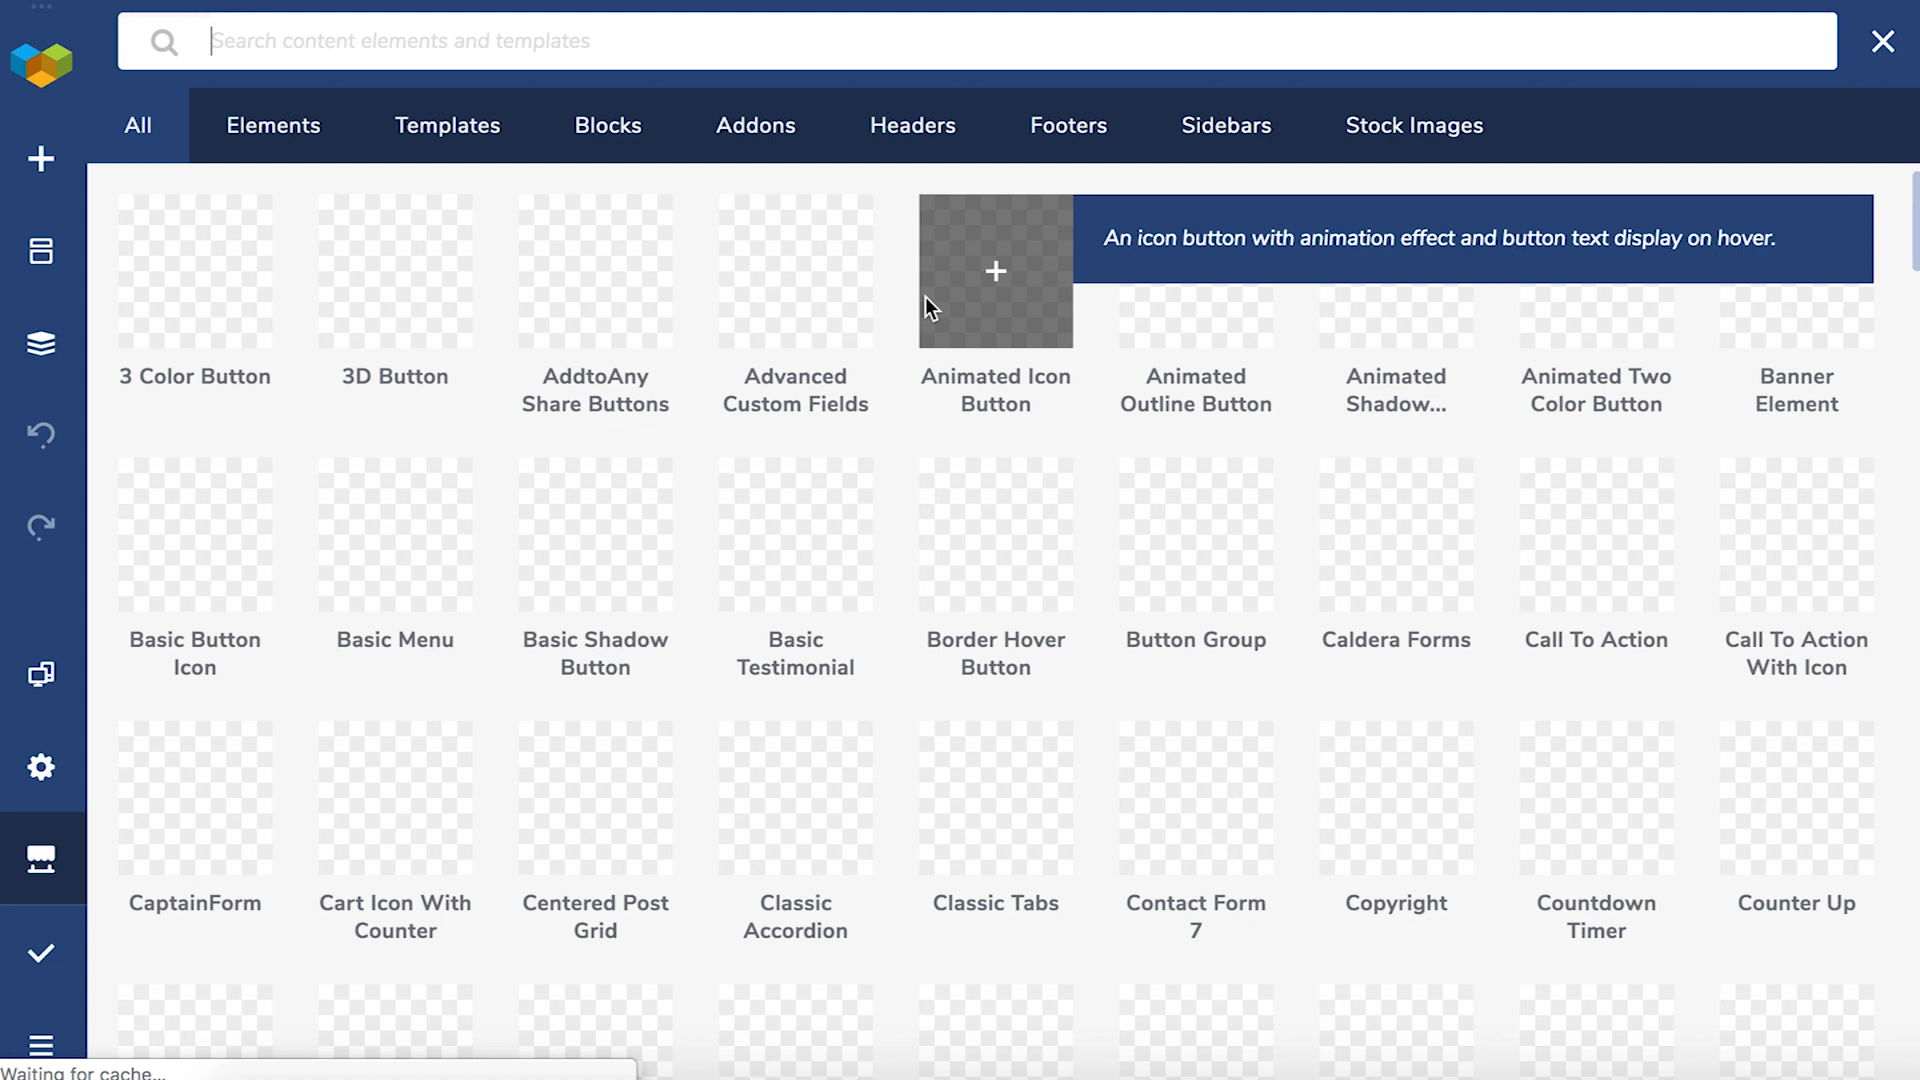 Search content elements and templates
All Elements Templates Blocks Addons Headers Footers Sidebars Stock Images
An icon button with animation effect and button text display on hover.
3 Color Button
3D Button
AddtoAny
Share Buttons
Advanced
Custom Fields
Animated Icon
Button
Animated
Outline Button
Animated
Shadow...
Animated Two
Color Button
Banner
Element
Basic Button
Icon
Basic Menu
Basic Shadow
Button
Basic
Testimonial
Border Hover
Button
Button Group
Caldera Forms
Call To Action
Call To Action
With Icon
CaptainForm
Cart Icon With
Counter
Centered Post
Grid
Classic
Accordion
Classic Tabs
Contact Form
7
Copyright
Countdown
Timer
Counter Up
Waiting for cache...